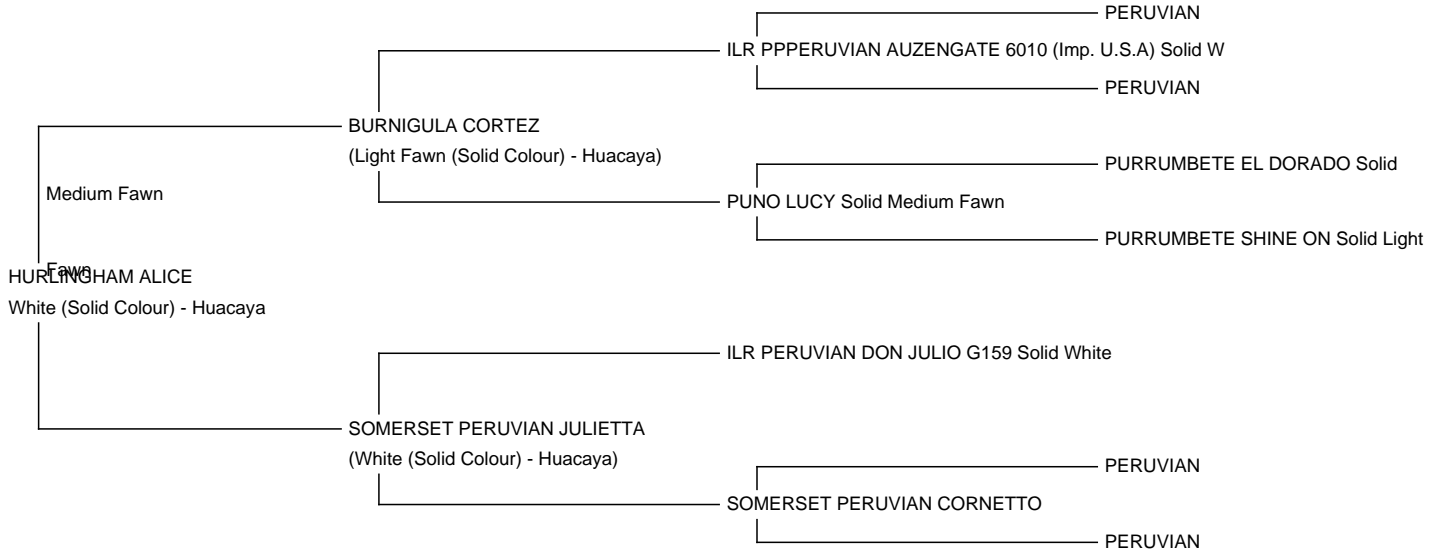 PERUVIAN
ILR PPPERUVIAN AUZENGATE 6010 (Imp. U.S.A) Solid W
PERUVIAN
BURNIGULA CORTEZ
(Light Fawn (Solid Colour) - Huacaya)
PURRUMBETE EL DORADO Solid
Medium Fawn
PUNO LUCY Solid Medium Fawn
PURRUMBETE SHINE ON Solid Light
Fawn
HURLINGHAM ALICE
White (Solid Colour) - Huacaya
ILR PERUVIAN DON JULIO G159 Solid White
SOMERSET PERUVIAN JULIETTA
(White (Solid Colour) - Huacaya)
PERUVIAN
SOMERSET PERUVIAN CORNETTO
PERUVIAN